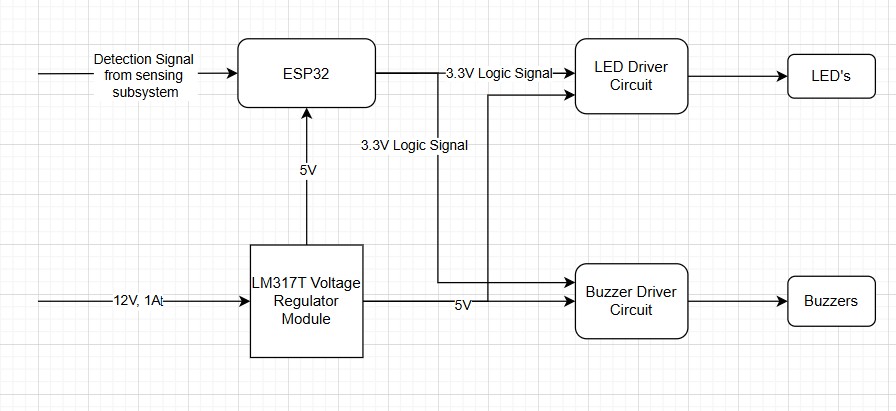 Detection Signal
from sensing
subsystem
ESP32
3.3V Logic Signal
LED Driver
Circuit
LED's
3.3V Logic Signal
5V
12V, 1At
LM317T Voltage
Regulator
Module
5V
Buzzer Driver
Circuit
Buzzers